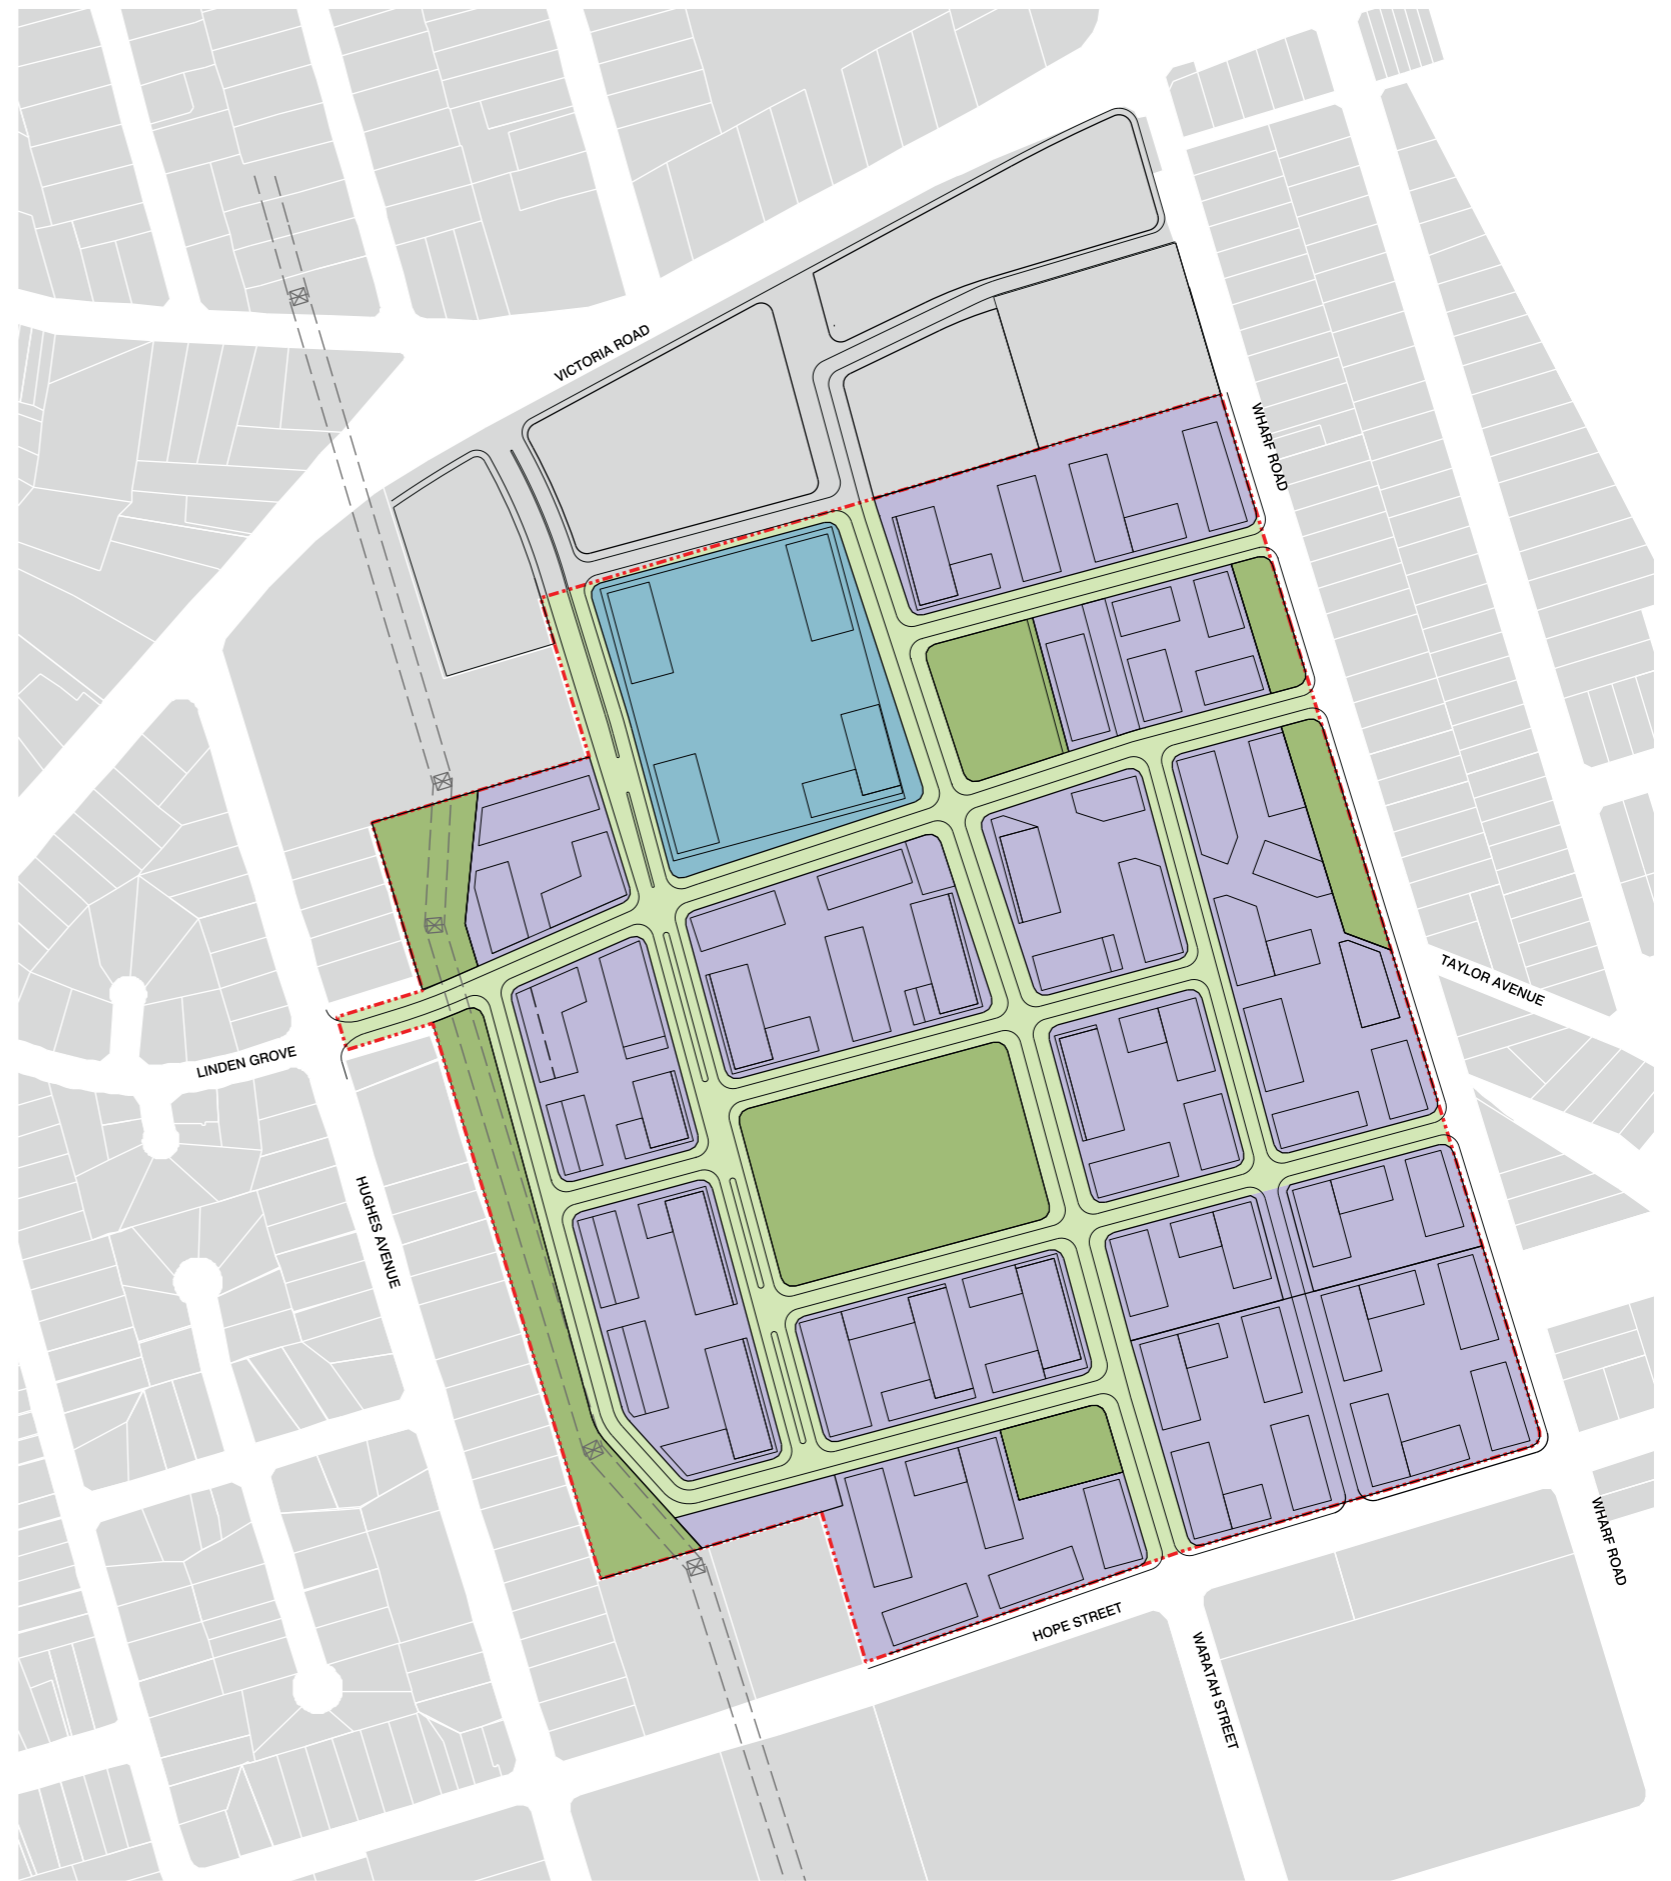 VICTORIA ROAD
WHARF ROAD
TAYLOR AVENUE
LINDEN GROVE
HUGHES AVENUE
WHARF ROAD
HOPE STREET
WARATAH STREET